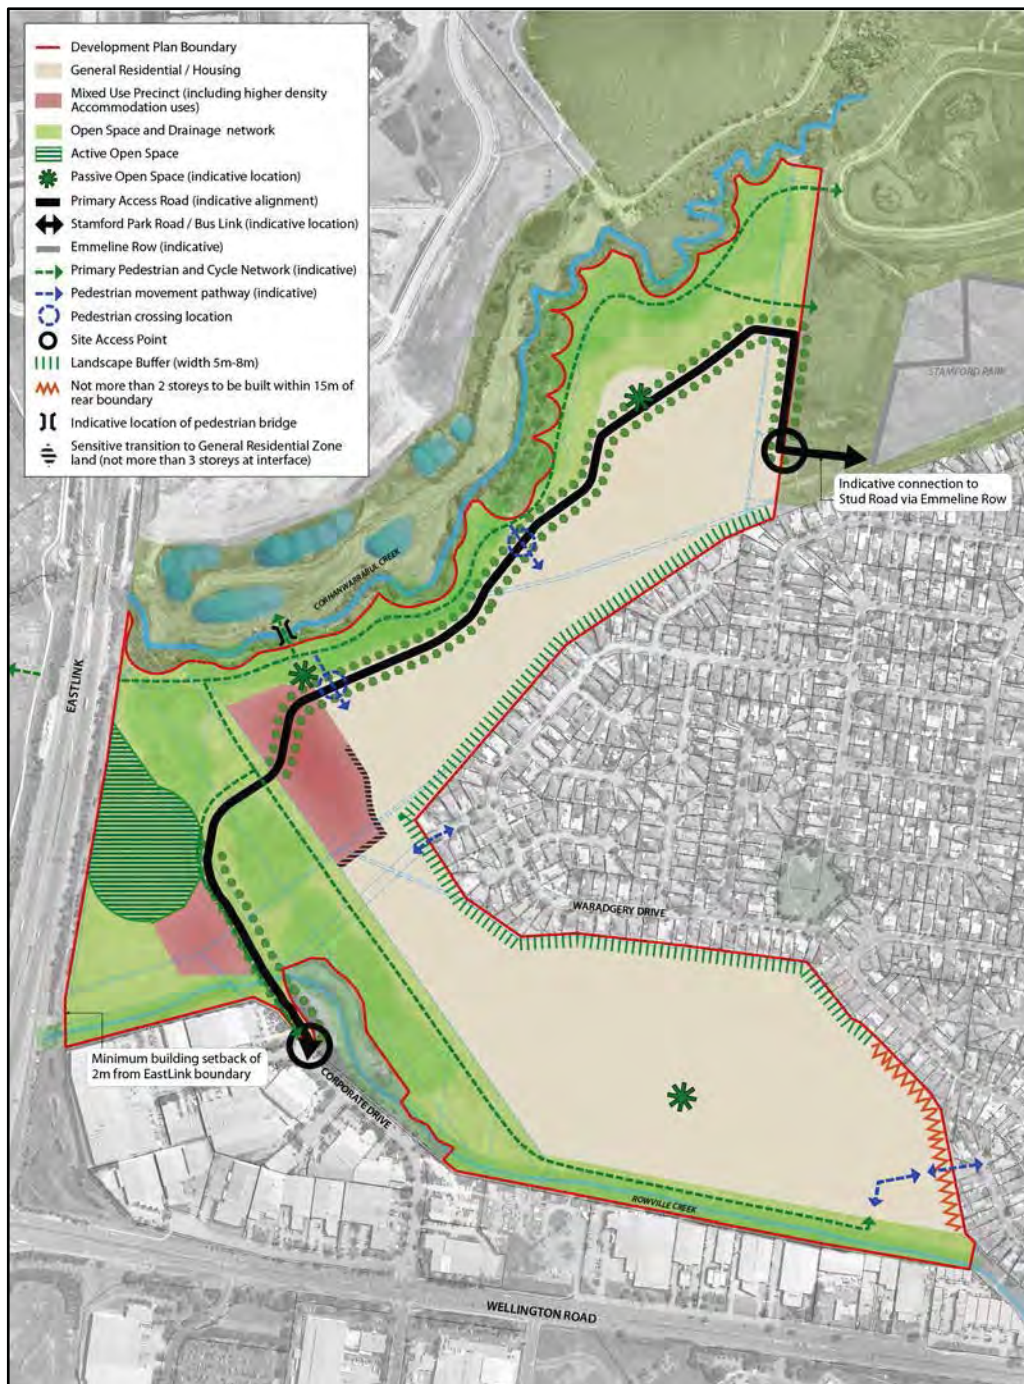 Development Plan Boundary
General Residential / Housing
Mixed Use Precinct (including higher density
Accommodation uses)
Open Space and Drainage network
Active Open Space
Passive Open Space (indicative location)
Primary Access Road (indicative alignment)
Stamford Park Road / Bus Link (indicative location)
Emmeline Row (indicative)
Primary Pedestrian and Cycle Network (indicative)
Pedestrian movement pathway (indicative)
Pedestrian crossing location
Site Access Point
Landscape Buffer (width 5m-8m)
Not more than 2 storeys to be built within 15m of
rear boundary
Indicative location of pedestrian bridge
Sensitive transition to General Residential Zone
land (not more than 3 storeys at interface)
STAMFORD PARK
Indicative connection to
Stud Road via Emmeline Row
CORHANWARRABUL CREEK
EASTLINK
WARADGERY DRIVE
Minimum building setback of
2m from EastLink boundary
CORPORATE DRIVE
ROWVILLE CREEK
WELLINGTON ROAD